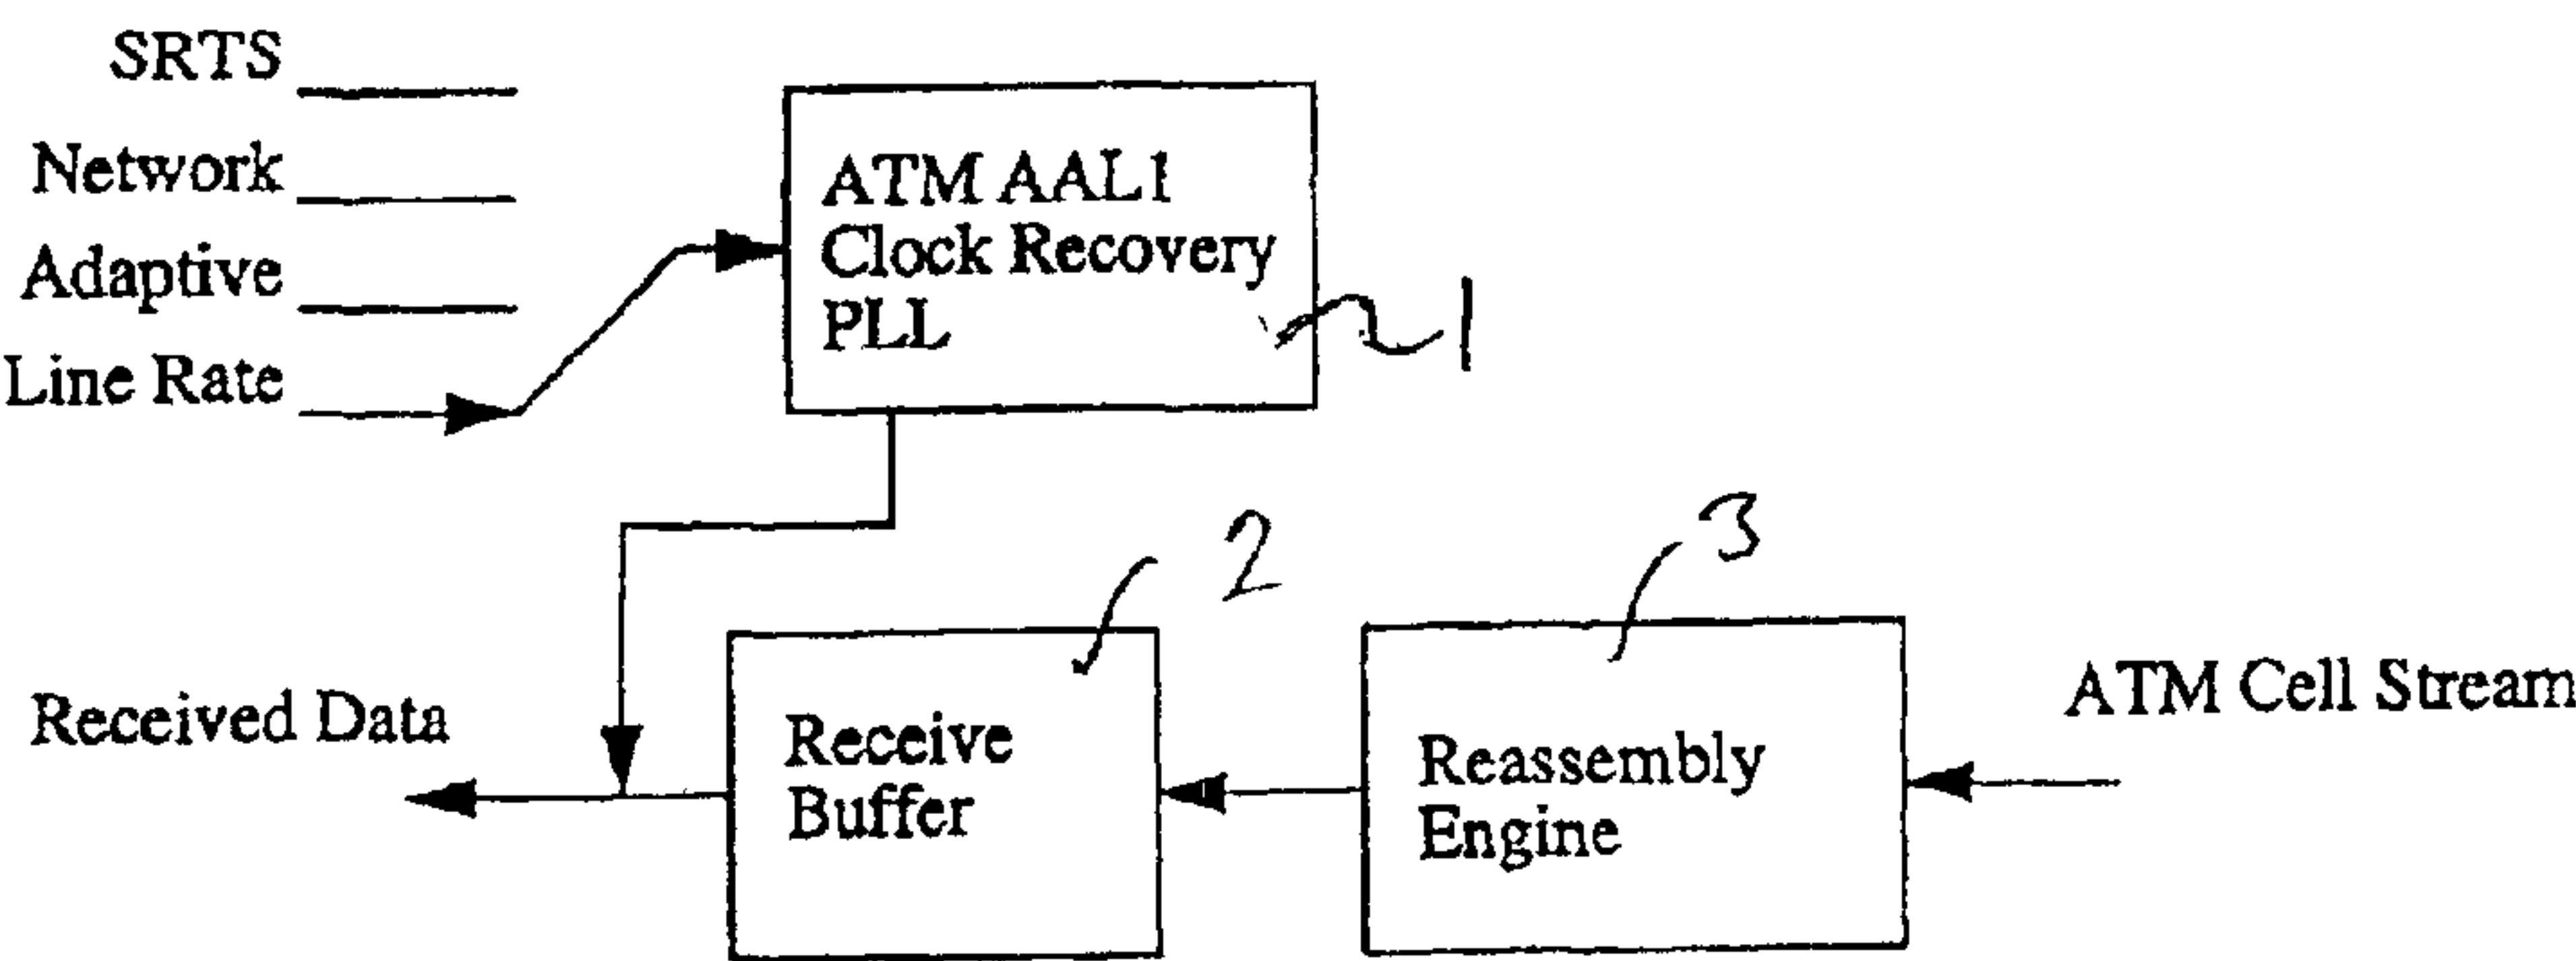 SRTS
Network
Adaptive
Line Rate
ATM AAL1
Clock Recovery
PLL
1
2
3
Received Data
Receive
Buffer
Reassembly
Engine
ATM Cell Stream